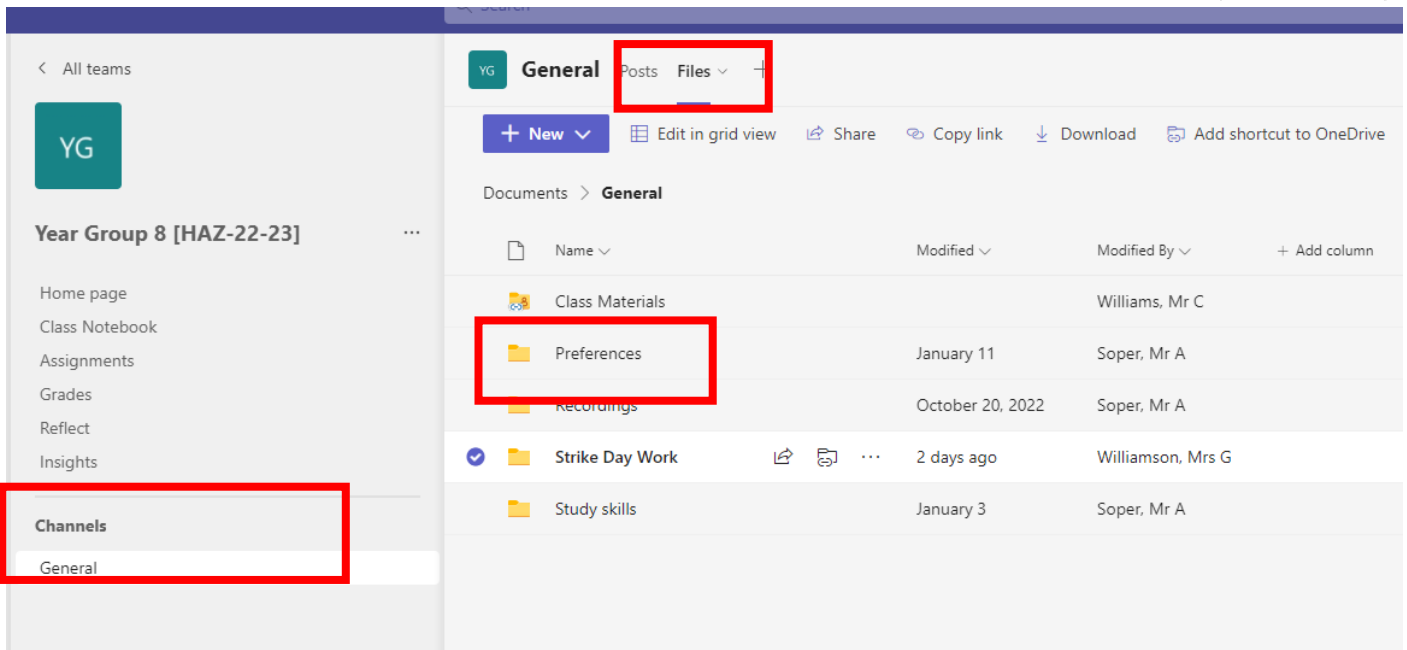 Search
All teams
YG
Year Group 8 [HAZ-22-23] ...
Home page
Class Notebook
Assignments
Grades
Reflect
Insights
Channels
General
YG General Posts Files +
+ New Edit in grid view Share Copy link Download Add shortcut to OneDrive
Documents > General
Name Modified Modified By + Add column
Class Materials Williams, Mr C
Preferences January 11 Soper, Mr A
Recordings October 20, 2022 Soper, Mr A
Strike Day Work ... 2 days ago Williamson, Mrs G
Study skills January 3 Soper, Mr A